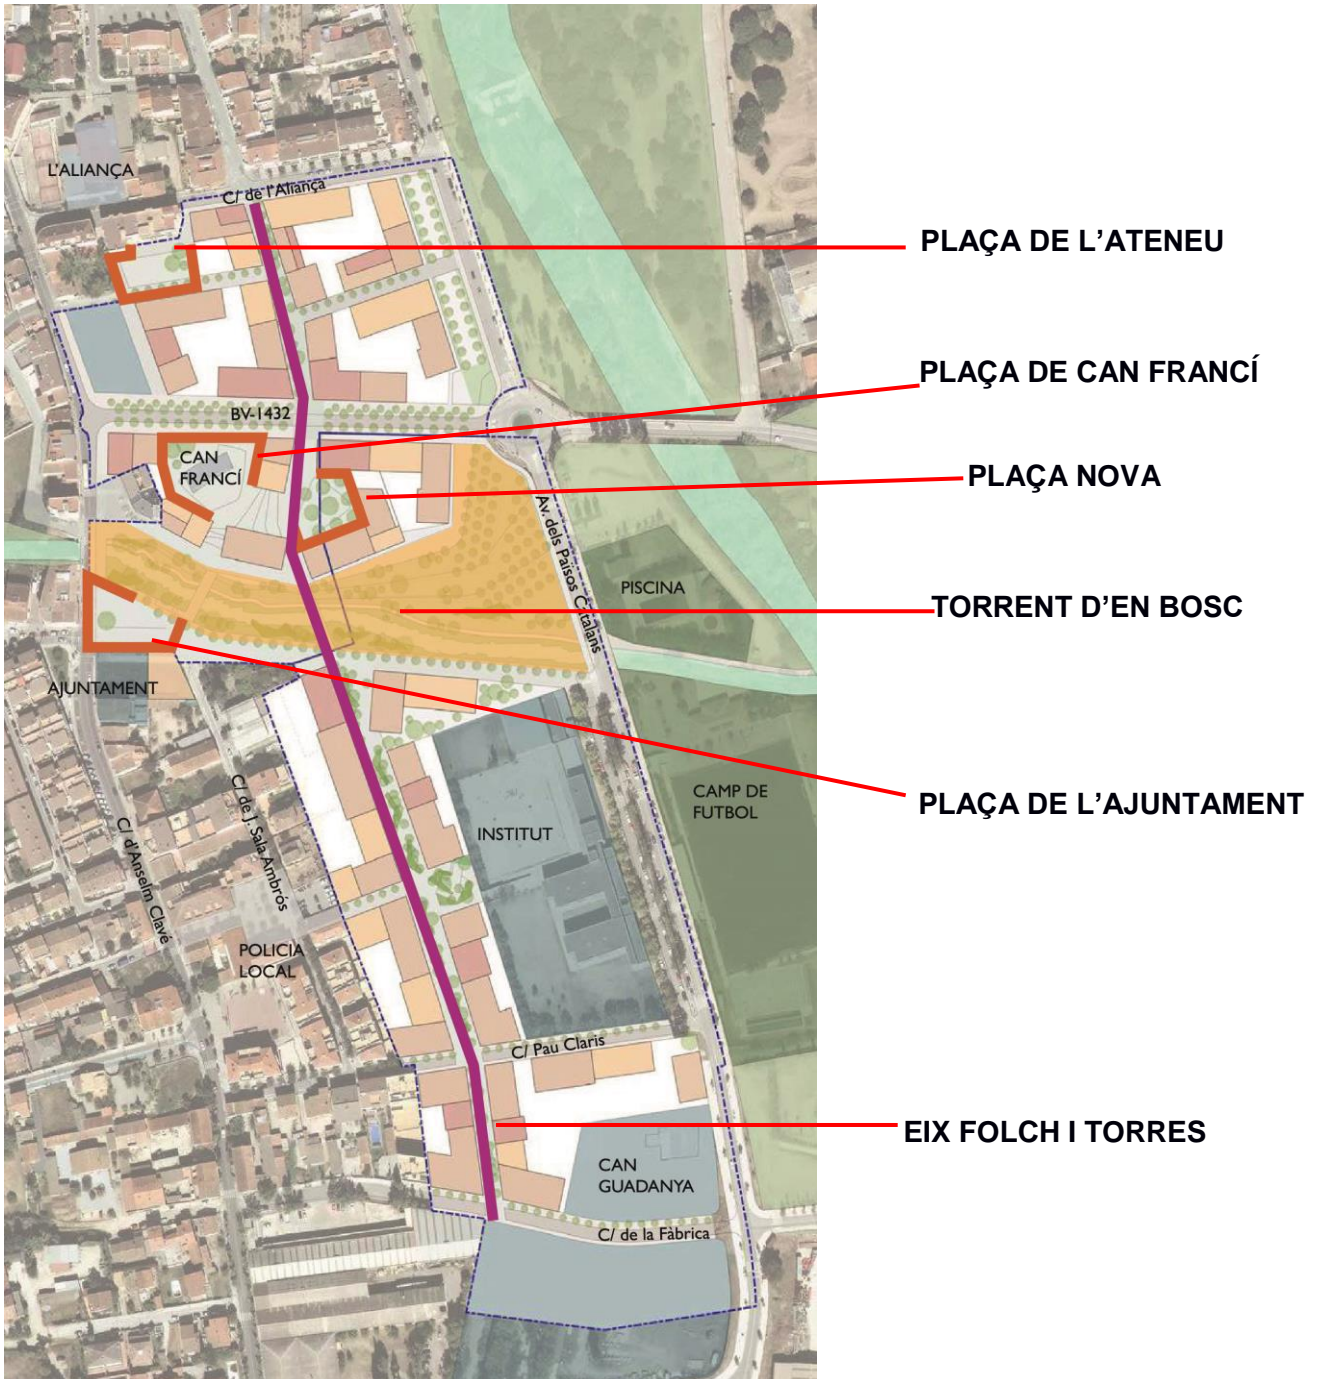 L'ALIANÇA
C/ de l'Aliança
PLAÇA DE L'ATENEU
PLAÇA DE CAN FRANCÍ
BV-1432
CAN
FRANCÍ
PLAÇA NOVA
Av. dels Països Catalans
PISCINA
TORRENT D'EN BOSC
AJUNTAMENT
C/ de J. Sala Ambrós
CAMP DE
FUTBOL
PLAÇA DE L'AJUNTAMENT
C/ d'Anselm Clavé
INSTITUT
POLICIA
LOCAL
C/ Pau Claris
EIX FOLCH I TORRES
CAN
GUADANYA
C/ de la Fàbrica